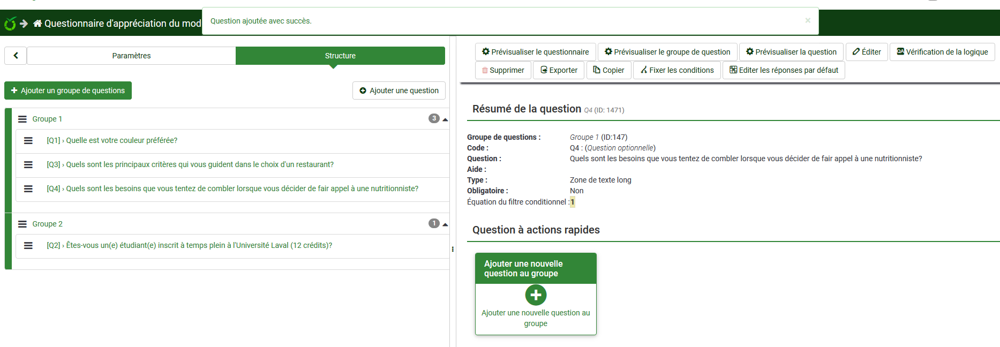 Questionnaire d'appréciation du mod
Question ajoutée avec succès.
×
Paramètres
Structure
Ajouter un groupe de questions
Ajouter une question
Groupe 1
3
[Q1] › Quelle est votre couleur préférée?
[Q3] › Quels sont les principaux critères qui vous guident dans le choix d'un restaurant?
[Q4] › Quels sont les besoins que vous tentez de combler lorsque vous décider de fair appel à une nutritionniste?
Groupe 2
1
[Q2] › Êtes-vous un(e) étudiant(e) inscrit à temps plein à l'Université Laval (12 crédits)?
Prévisualiser le questionnaire
Prévisualiser le groupe de question
Prévisualiser la question
Éditer
QA Vérification de la logique
Supprimer
Exporter
Copier
Fixer les conditions
Editer les réponses par défaut
Résumé de la question Q4 (ID: 1471)
Groupe de questions : Groupe 1 (ID:147)
Code : Q4 : (Question optionnelle)
Question : Quels sont les besoins que vous tentez de combler lorsque vous décider de fair appel à une nutritionniste?
Aide :
Type : Zone de texte long
Obligatoire : Non
Équation du filtre conditionnel :1
Question à actions rapides
Ajouter une nouvelle
question au groupe
Ajouter une nouvelle question au
groupe